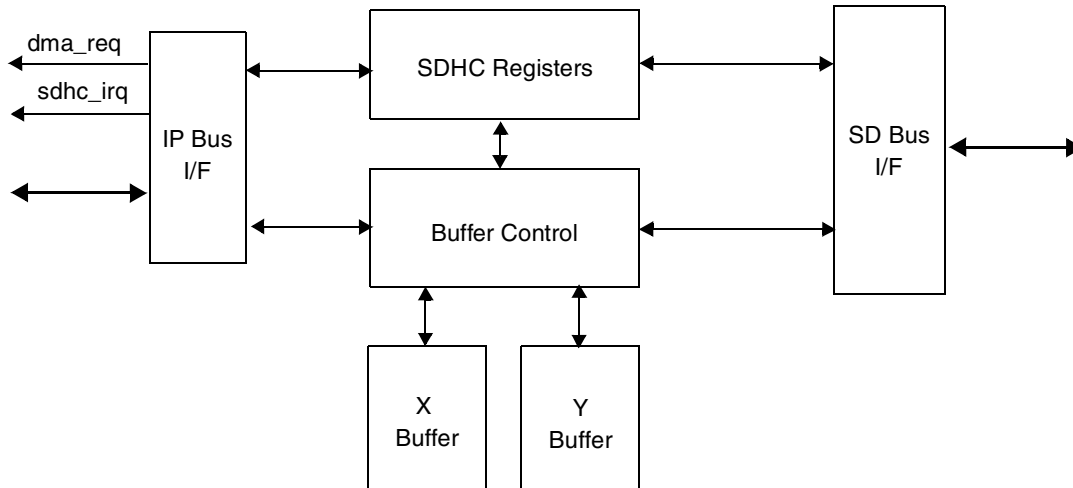 dma_req
sdhc_irq
IP Bus
I/F
SDHC Registers
Buffer Control
SD Bus
I/F
X
Buffer
Y
Buffer